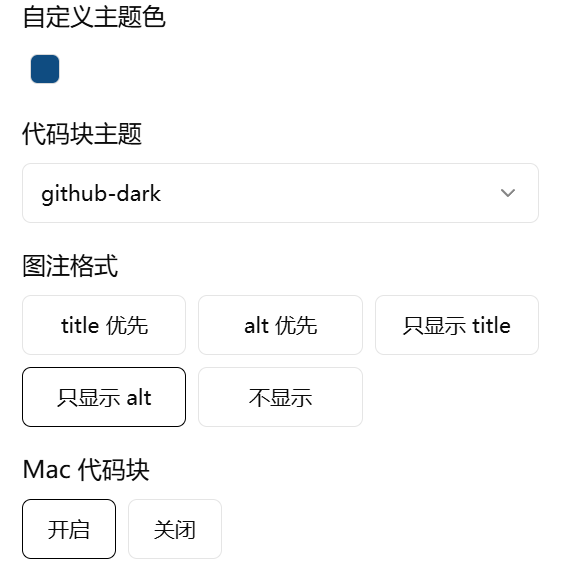 自定义主题色
代码块主题
github-dark
图注格式
title 优先 alt 优先 只显示 title
只显示 alt 不显示
Mac 代码块
开启 关闭